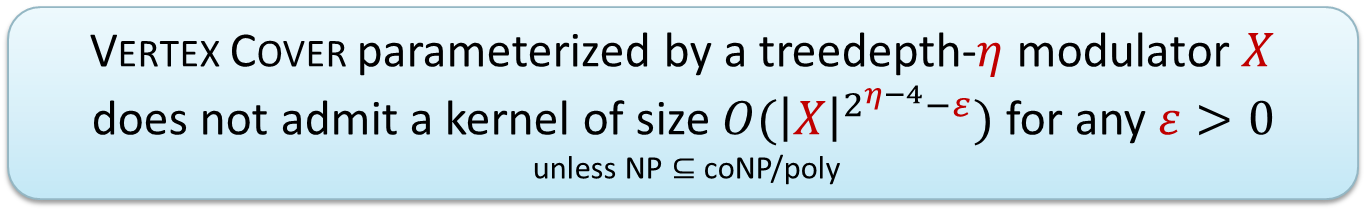 VERTEX COVER parameterized by a treedepth-η modulator X
does not admit a kernel of size O(|X|^{2^{η−4}−ε}) for any ε > 0
unless NP ⊆ coNP/poly